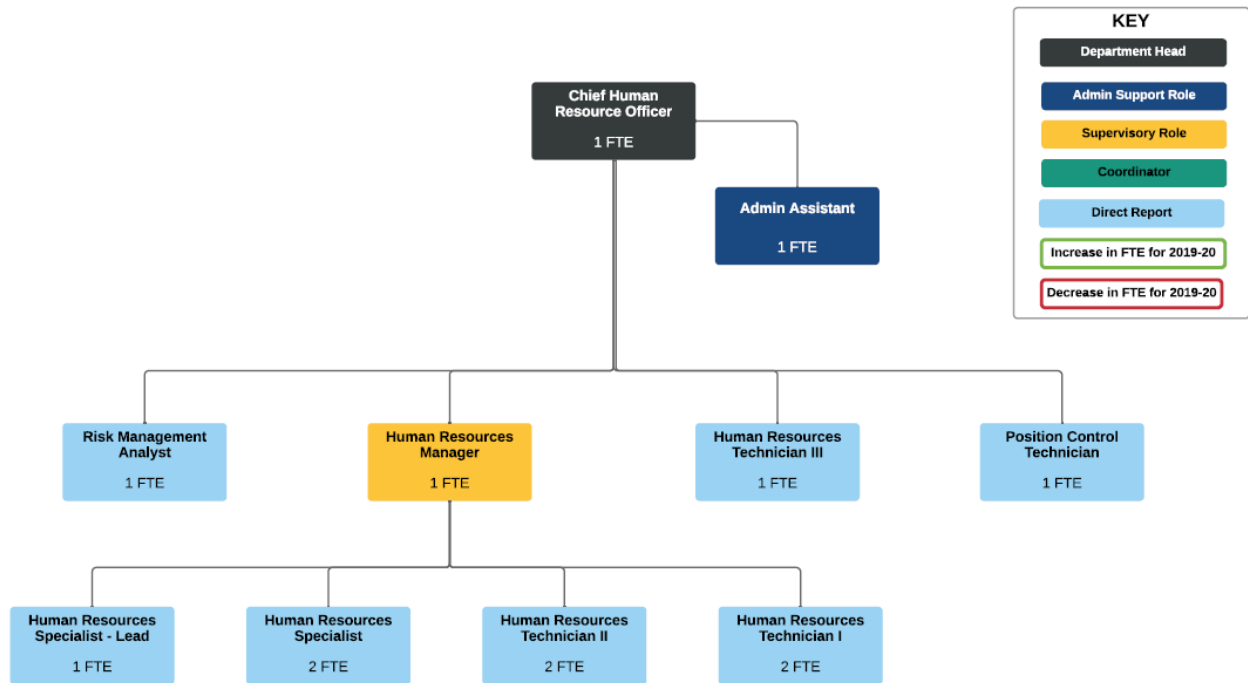 KEY
Department Head
Admin Support Role
Supervisory Role
Coordinator
Direct Report
Increase in FTE for 2019-20
Decrease in FTE for 2019-20
Chief Human
Resource Officer
1 FTE
Admin Assistant
1 FTE
Risk Management
Analyst
1 FTE
Human Resources
Manager
1 FTE
Human Resources
Technician III
1 FTE
Position Control
Technician
1 FTE
Human Resources
Specialist - Lead
1 FTE
Human Resources
Specialist
2 FTE
Human Resources
Technician II
2 FTE
Human Resources
Technician I
2 FTE